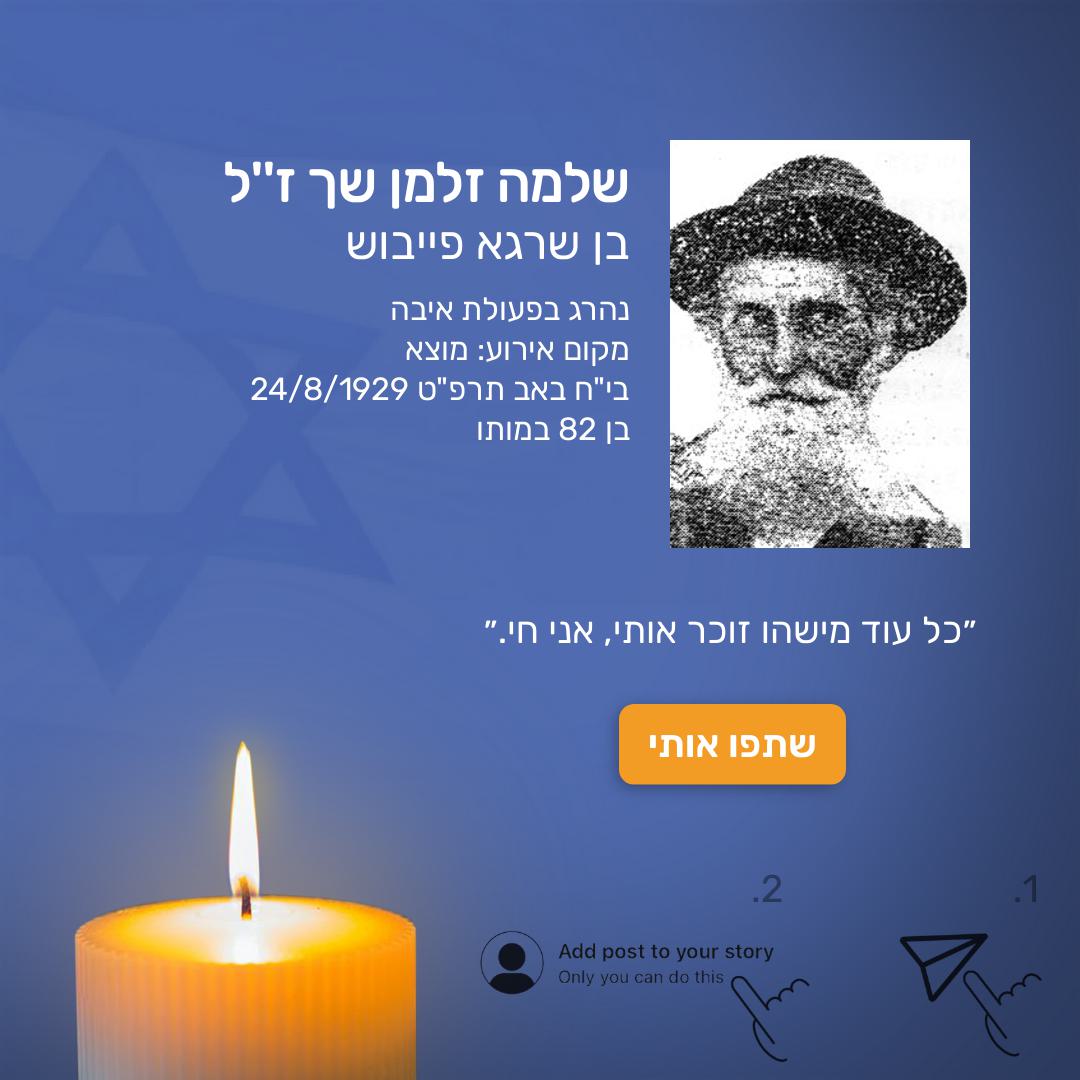 שלמה זלמן שך ז"ל
בן שרגא פייבוש
נהרג בפעולת איבה
מקום אירוע: מוצא
בי"ח באב תרפ"ט 24/8/1929
בן 82 במותו
״כל עוד מישהו זוכר אותי, אני חי.״
שתפו אותי
1.
2.
Add post to your story
Only you can do this